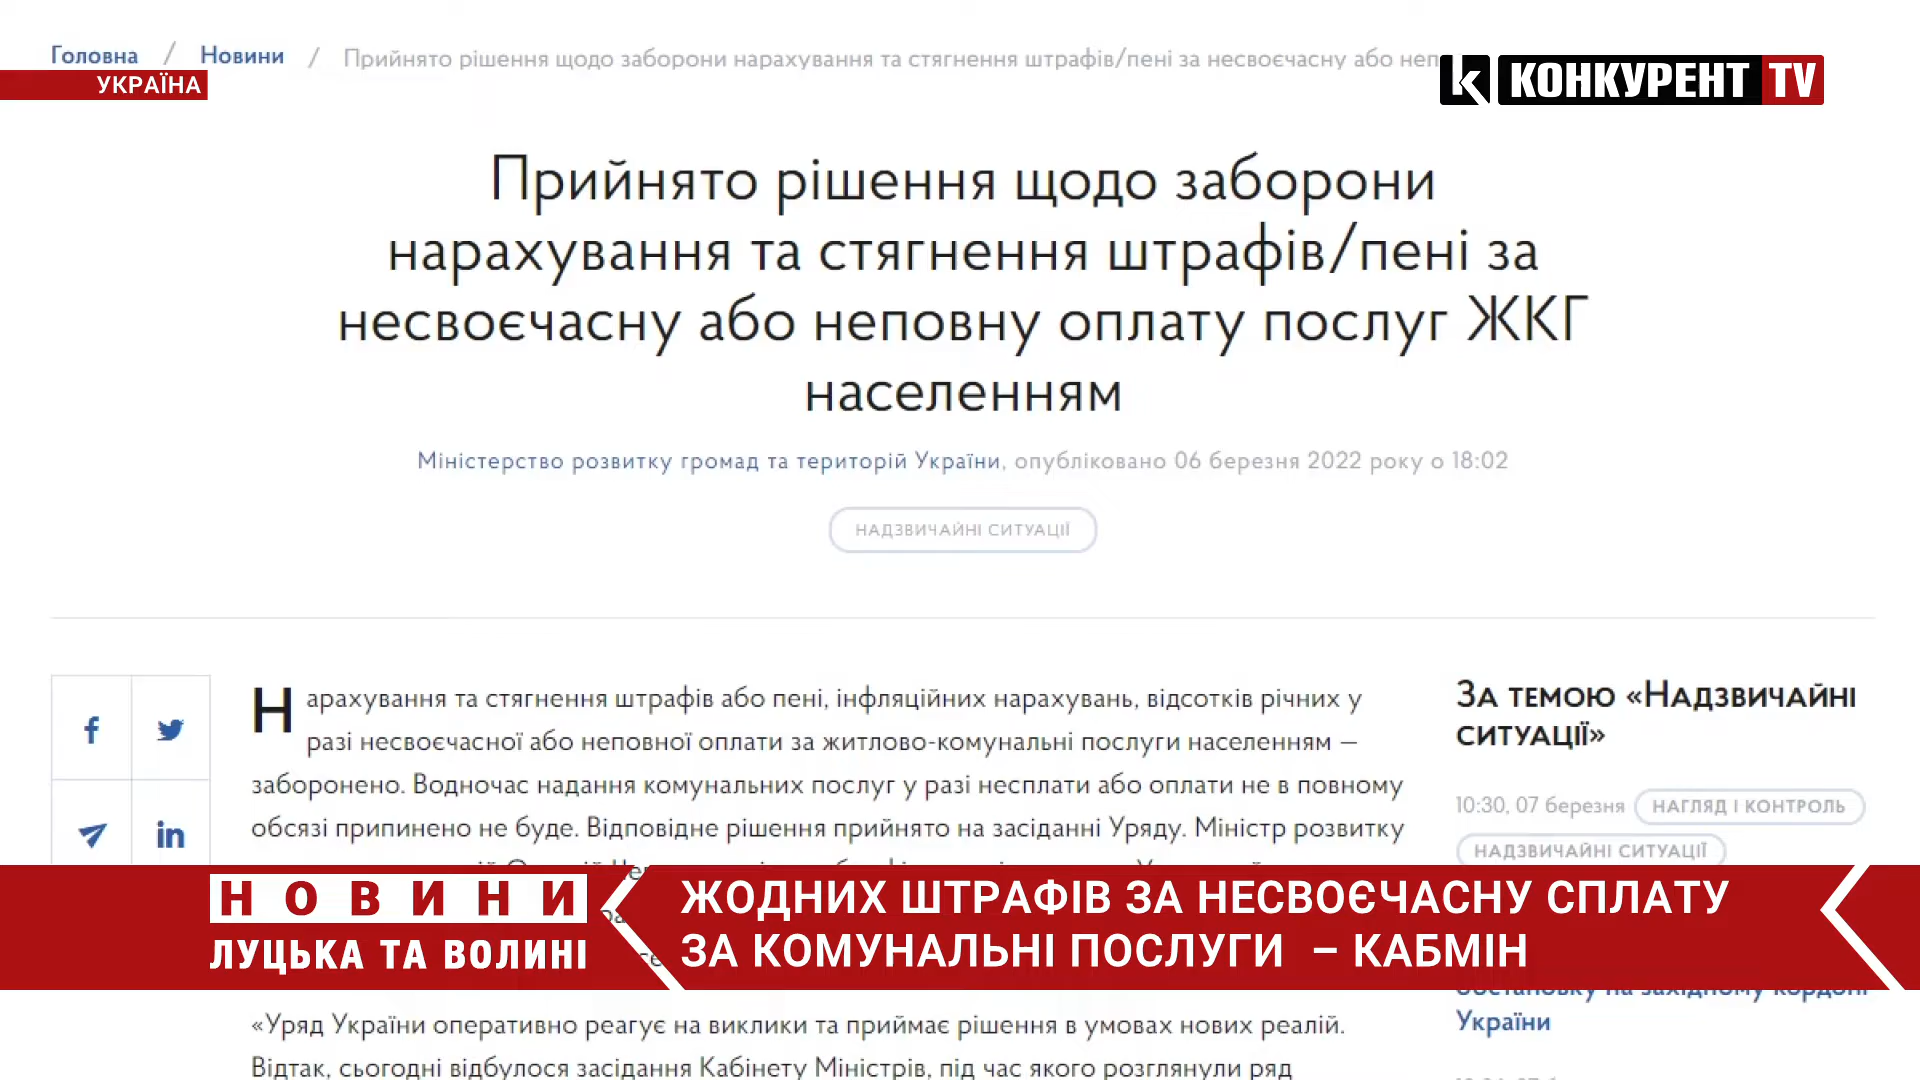 Головна / Новини / Прийнято рішення щодо заборони нарахування та стягнення штрафів/пені за несвоєчасну або неп
УКРАЇНА
КОНКУРЕНТ TV
Прийнято рішення щодо заборони
нарахування та стягнення штрафів/пені за
несвоєчасну або неповну оплату послуг ЖКГ
населенням
Міністерство розвитку громад та територій України, опубліковано 06 березня 2022 року о 18:02
НАДЗВИЧАЙНІ СИТУАЦІЇ
Нарахування та стягнення штрафів або пені, інфляційних нарахувань, відсотків річних у
разі несвоєчасної або неповної оплати за житлово-комунальні послуги населенням –
заборонено. Водночас надання комунальних послуг у разі несплати або оплати не в повному
обсязі припинено не буде. Відповідне рішення прийнято на засіданні Уряду. Міністр розвитку
За темою «Надзвичайні
ситуації»
10:30, 07 березня НАГЛЯД І КОНТРОЛЬ
НАДЗВИЧАЙНІ СИТУАЦІЇ
НОВИНИ
ЛУЦЬКА ТА ВОЛИНІ
ЖОДНИХ ШТРАФІВ ЗА НЕСВОЄЧАСНУ СПЛАТУ
ЗА КОМУНАЛЬНІ ПОСЛУГИ – КАБМІН
обстановку на західному кордоні
України
«Уряд України оперативно реагує на виклики та приймає рішення в умовах нових реалій.
Відтак, сьогодні відбулося засідання Кабінету Міністрів, під час якого розглянули ряд